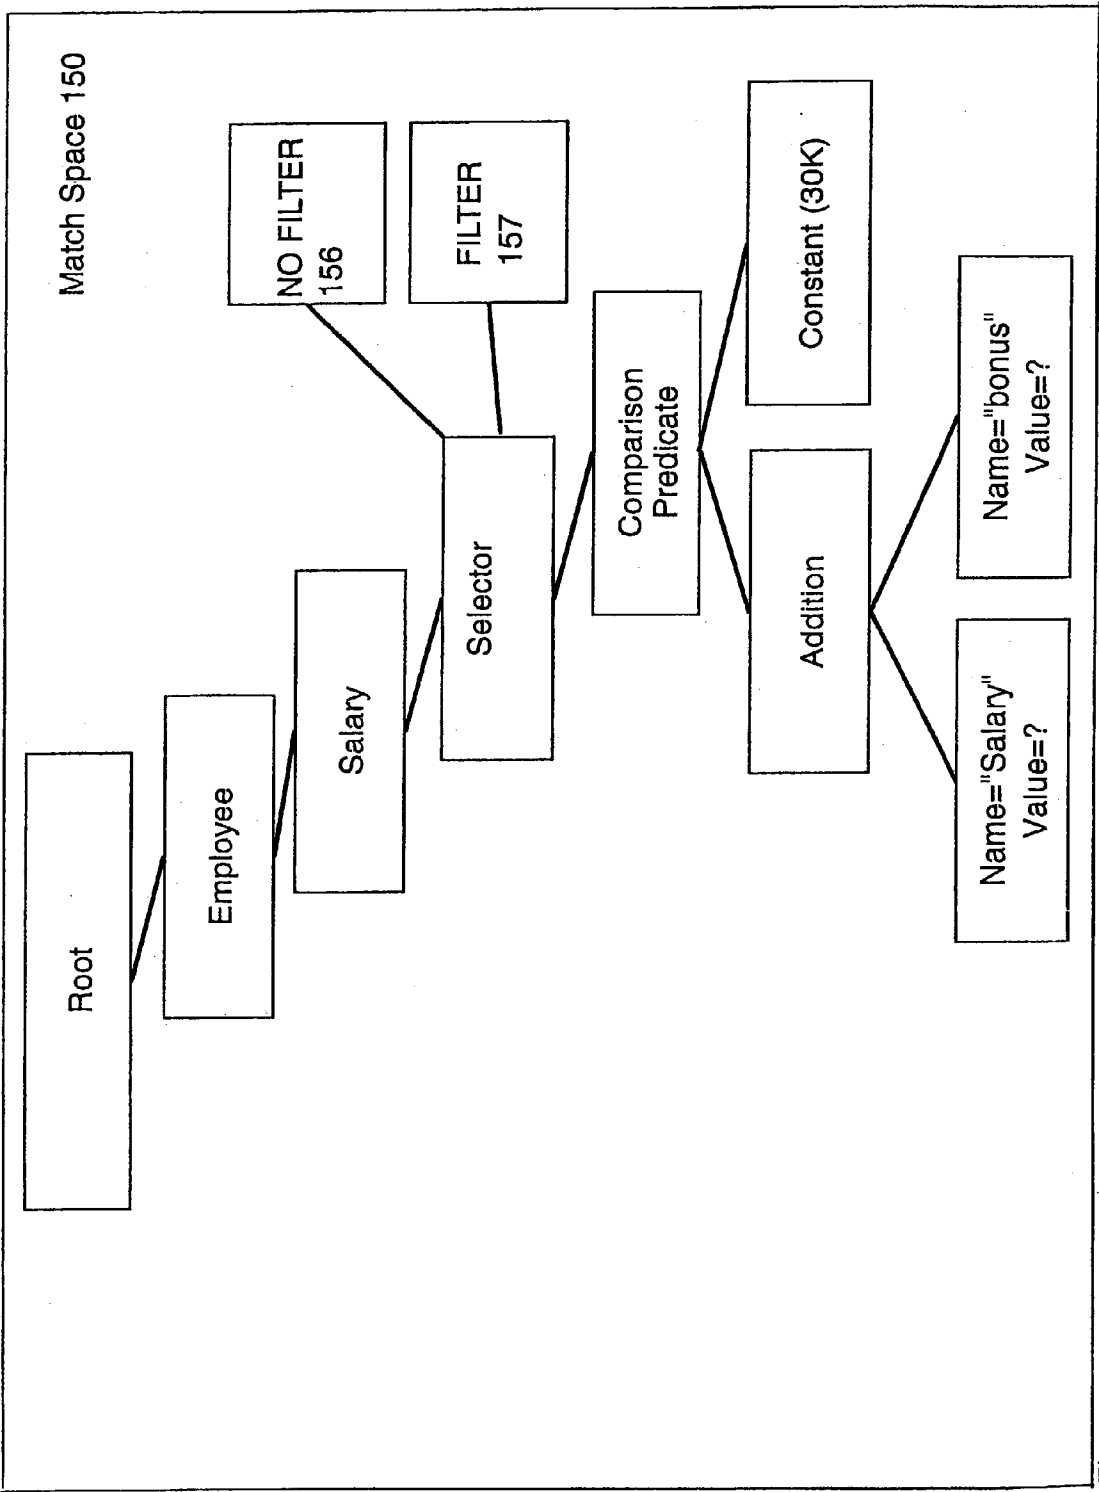 Match Space 150
Root
Employee
Salary
NO FILTER
156
Selector
FILTER
157
Comparison
Predicate
Addition
Constant (30K)
Name="Salary"
Value=?
Name="bonus"
Value=?